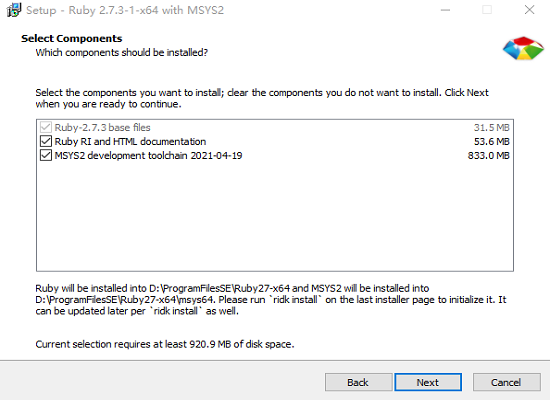 Setup - Ruby 2.7.3-1-x64 with MSYS2
Select Components
Which components should be installed?
Select the components you want to install; clear the components you do not want to install. Click Next
when you are ready to continue.
Ruby-2.7.3 base files 31.5 MB
Ruby RI and HTML documentation 53.6 MB
MSYS2 development toolchain 2021-04-19 833.0 MB
Ruby will be installed into D:\ProgramFilesSE\Ruby27-x64 and MSYS2 will be installed into
D:\ProgramFilesSE\Ruby27-x64\msys64. Please run `ridk install` on the last installer page to initialize it. It
can be updated later per `ridk install` as well.
Current selection requires at least 920.9 MB of disk space.
Back Next Cancel